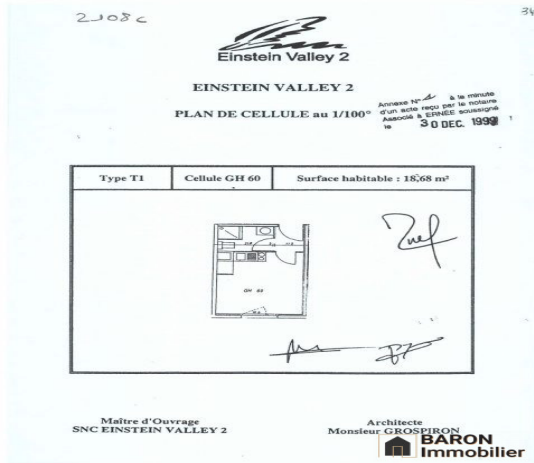 2108c
34
Einstein Valley 2
EINSTEIN VALLEY 2
PLAN DE CELLULE au 1/100°
Annexe N° à la minute
d'un acte reçu par le notaire
Associé à ERNÉE soussigné
le 30 DEC. 1999
Type T1
Cellule GH 60
Surface habitable : 18,68 m²
GH 60
Maître d'Ouvrage
SNC EINSTEIN VALLEY 2
Architecte
Monsieur GROSPIRON
BARON
Immobilier